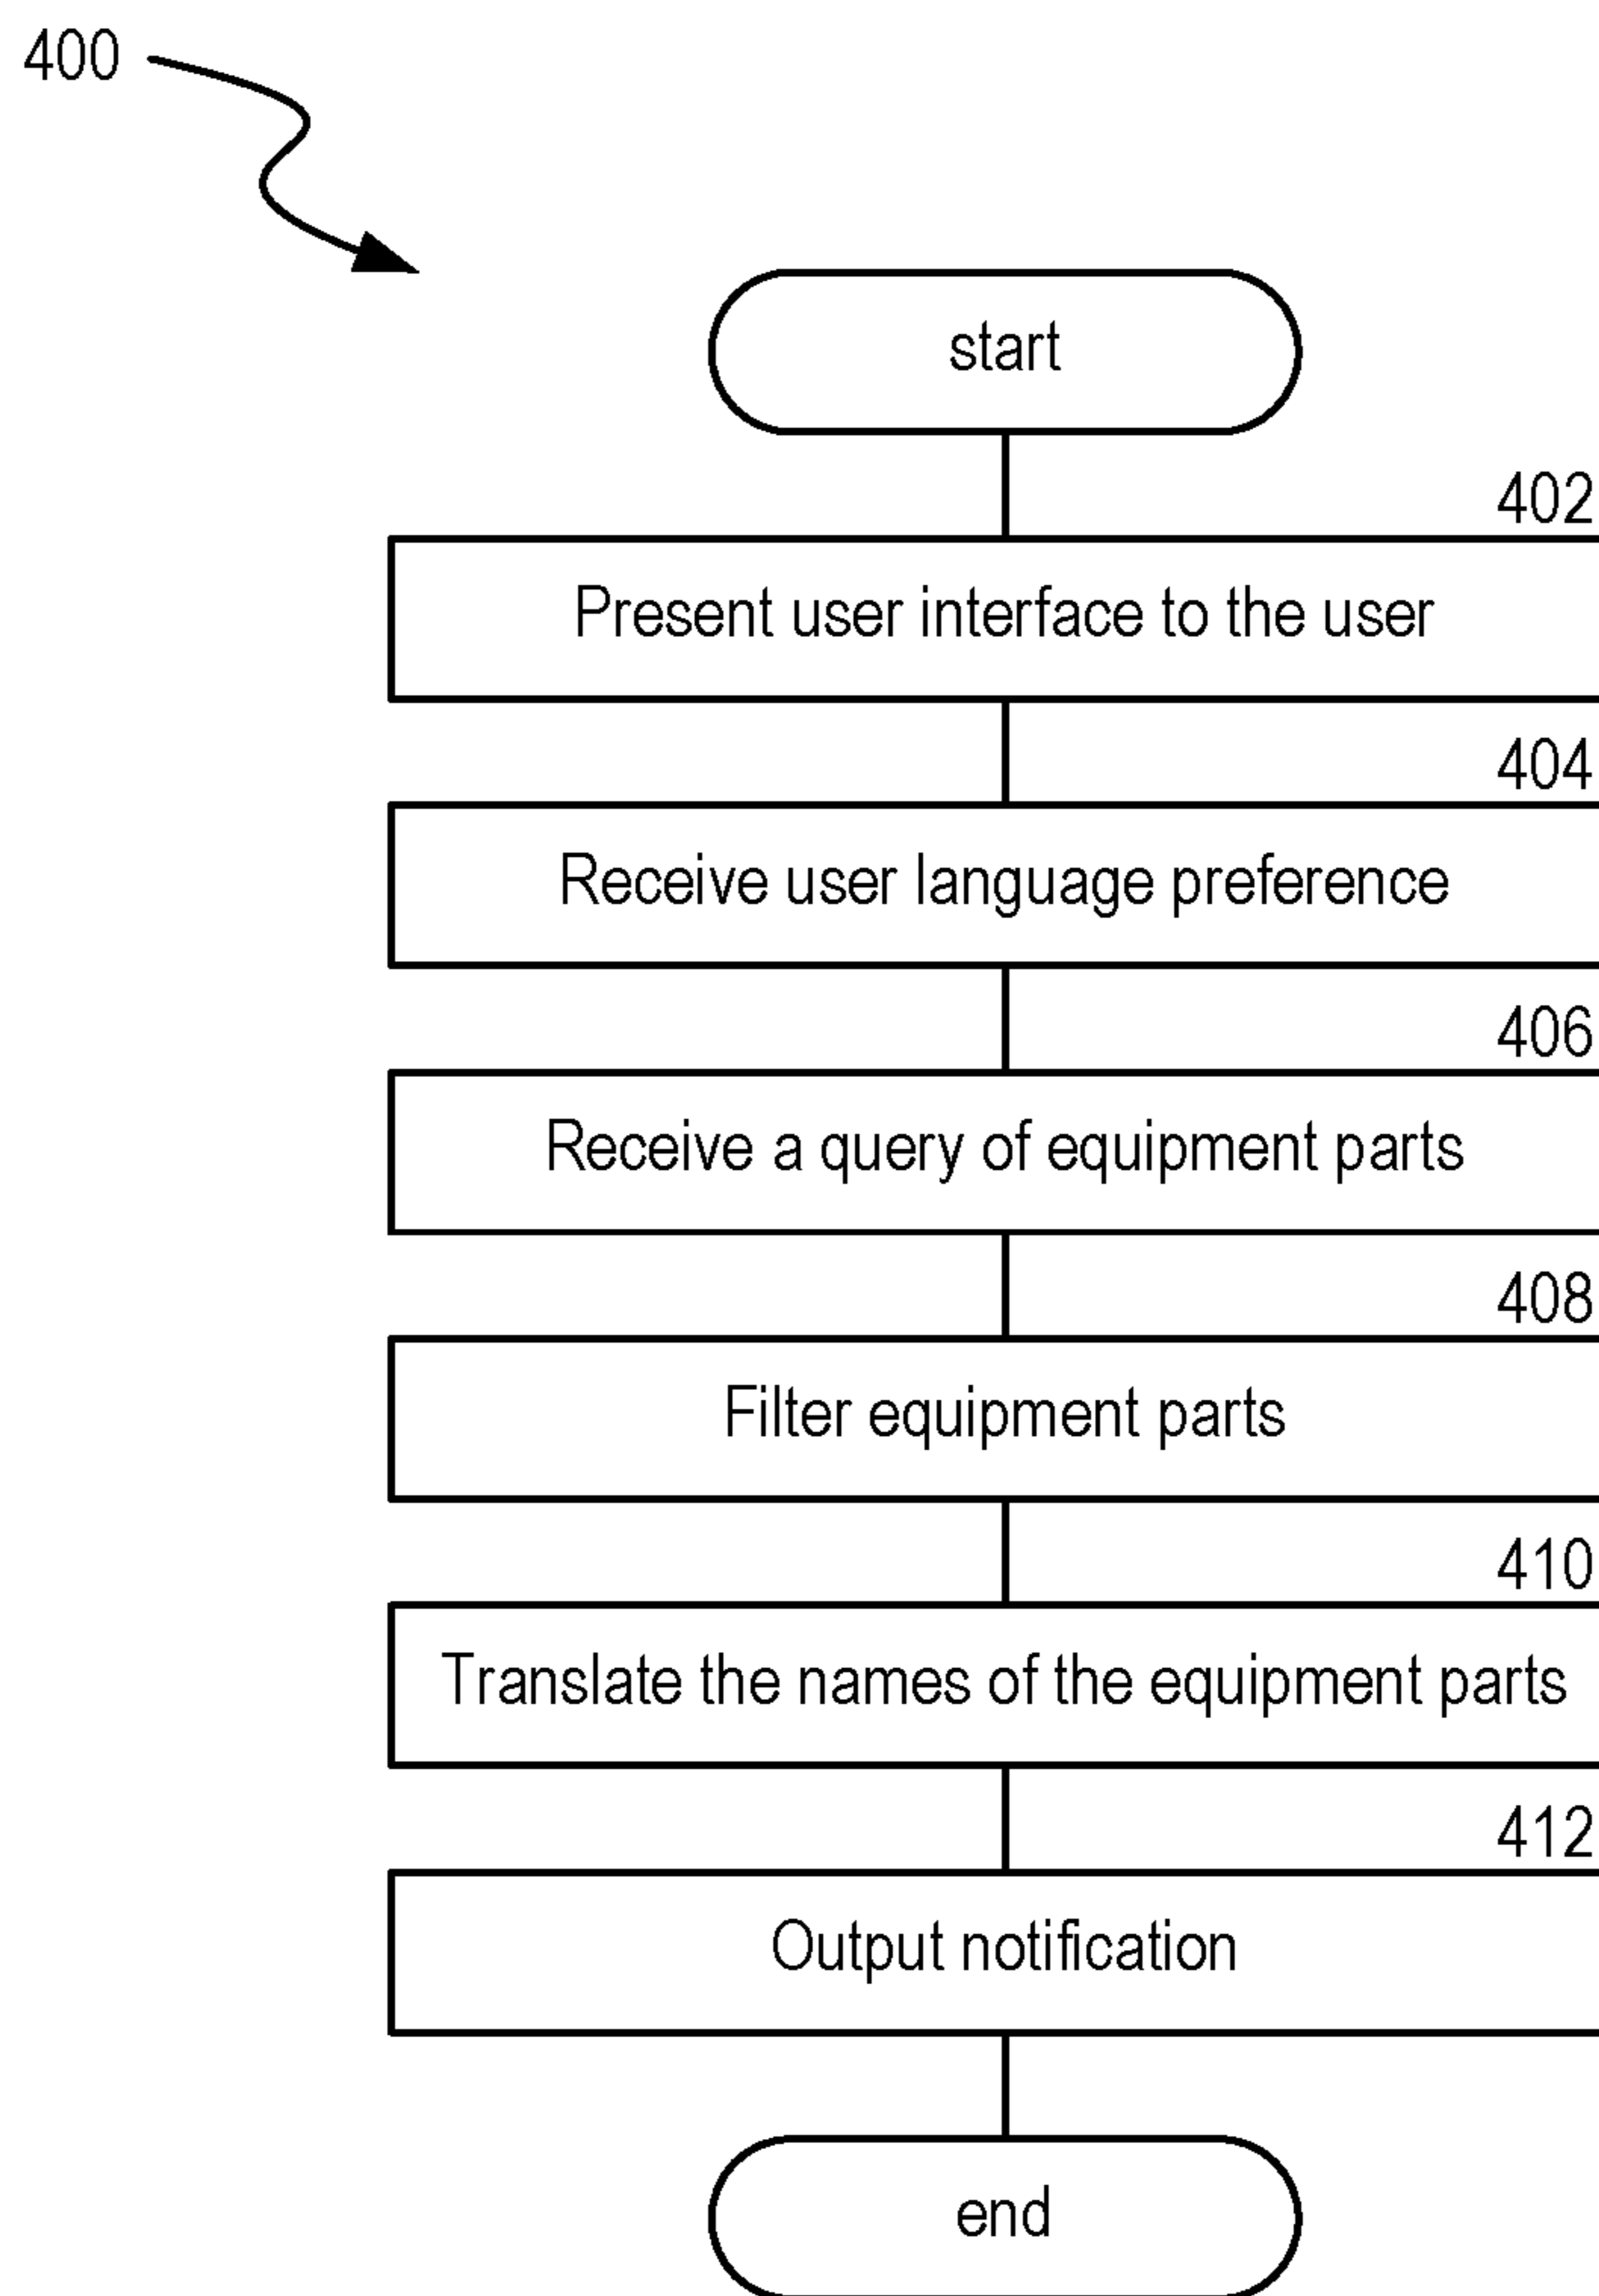 400
start
402
Present user interface to the user
404
Receive user language preference
406
Receive a query of equipment parts
408
Filter equipment parts
410
Translate the names of the equipment parts
412
Output notification
end